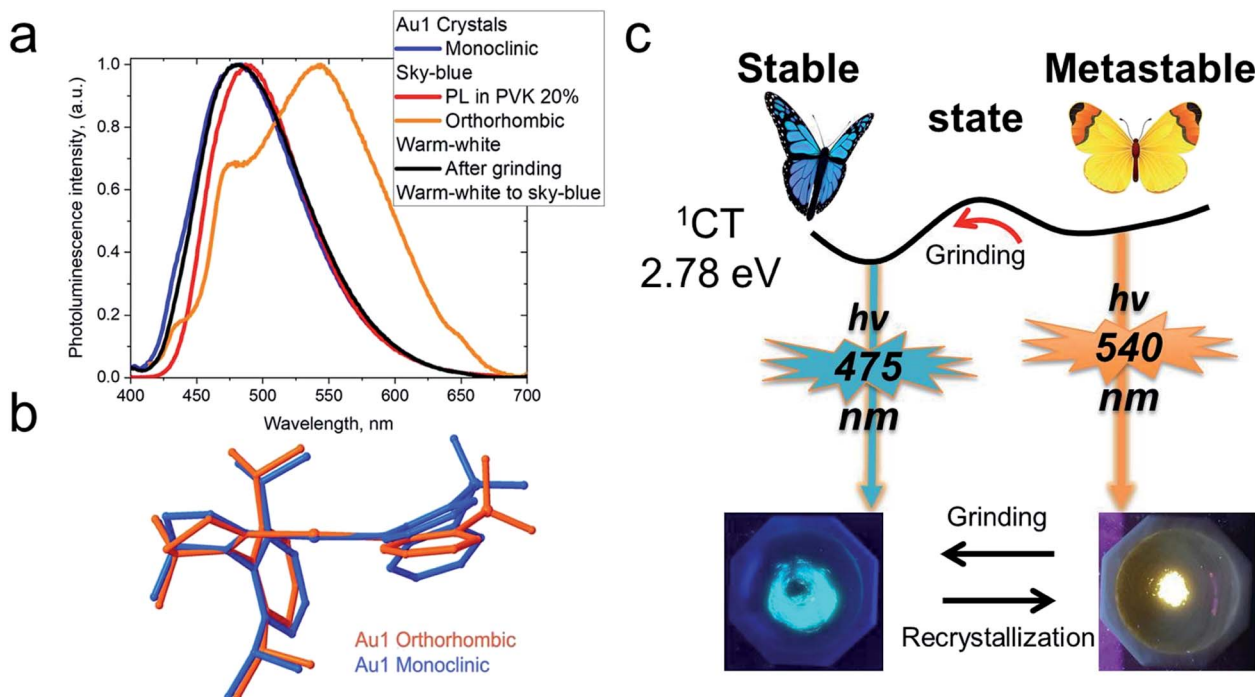 a
Au1 Crystals
Monoclinic
Sky-blue
PL in PVK 20%
Orthorhombic
Warm-white
After grinding
Warm-white to sky-blue
Photoluminescence intensity, (a.u.)
1.0
0.8
0.6
0.4
0.2
0.0
400 450 500 550 600 650 700
Wavelength, nm
b
Au1 Orthorhombic
Au1 Monoclinic
c
Stable
Metastable
state
¹CT
2.78 eV
Grinding
hν
475
nm
hν
540
nm
Grinding
Recrystallization